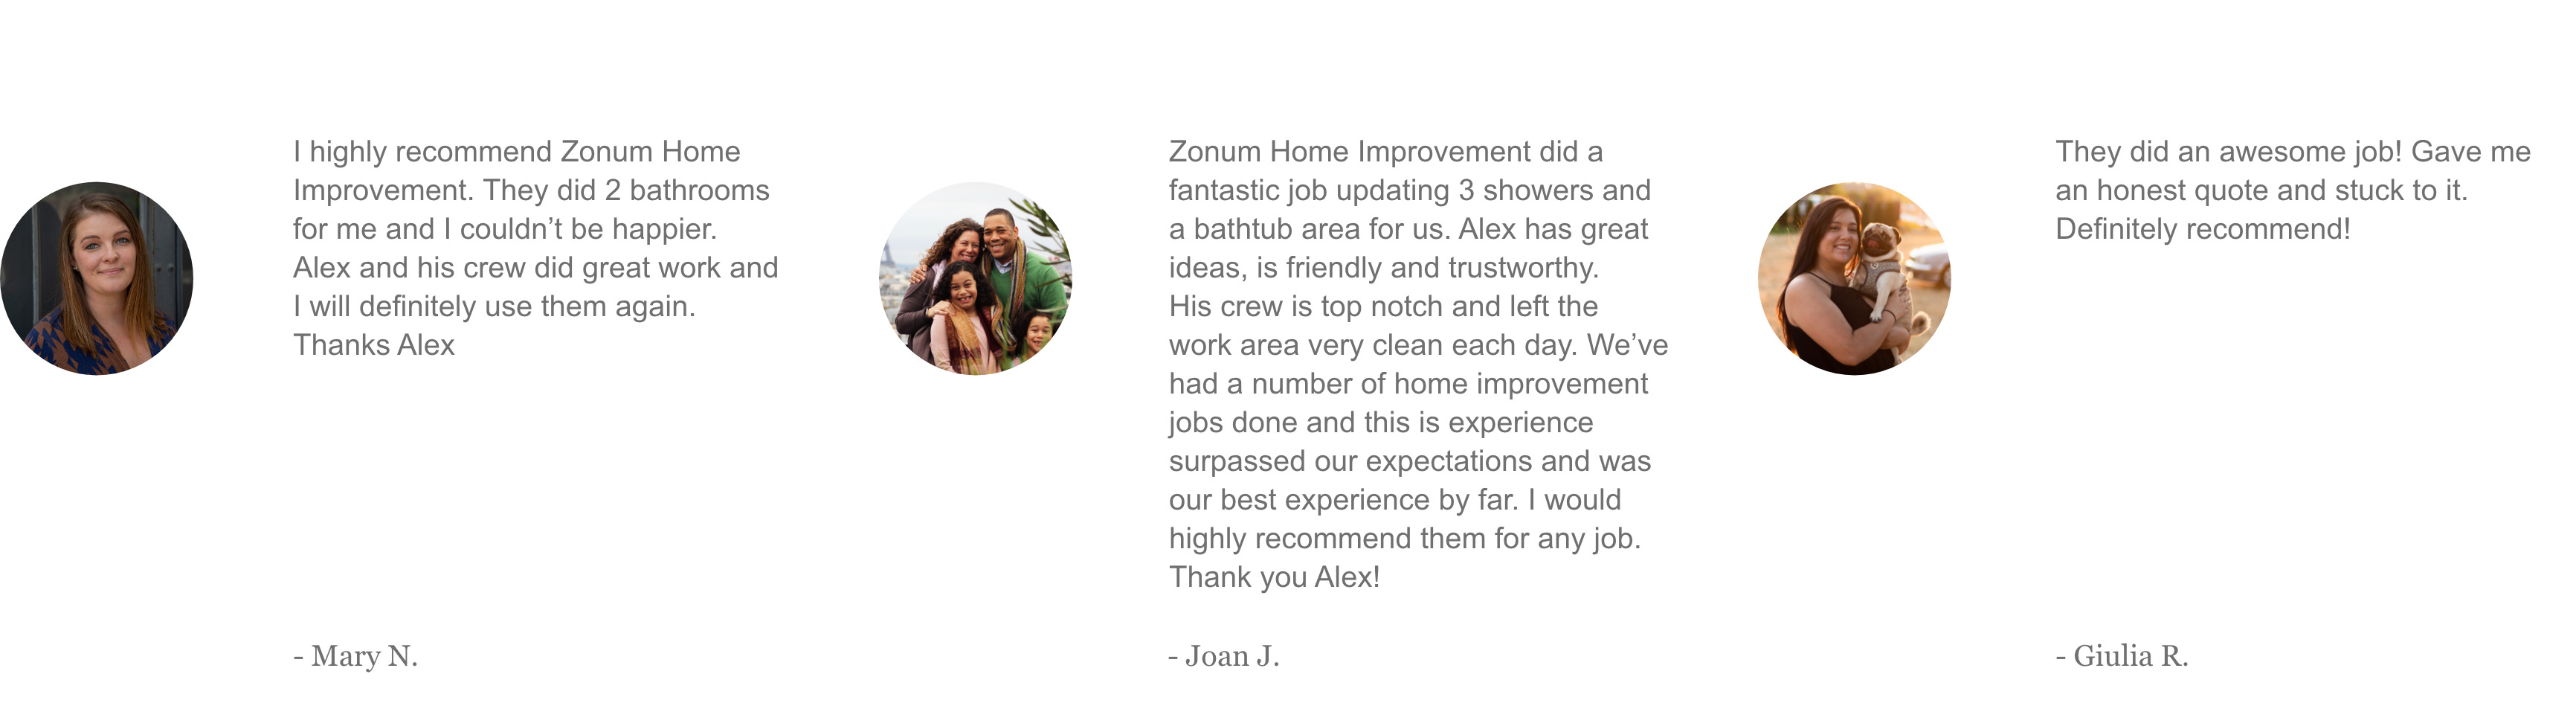 I highly recommend Zonum Home
Improvement. They did 2 bathrooms
for me and I couldn’t be happier.
Alex and his crew did great work and
I will definitely use them again.
Thanks Alex
- Mary N.
Zonum Home Improvement did a
fantastic job updating 3 showers and
a bathtub area for us. Alex has great
ideas, is friendly and trustworthy.
His crew is top notch and left the
work area very clean each day. We’ve
had a number of home improvement
jobs done and this is experience
surpassed our expectations and was
our best experience by far. I would
highly recommend them for any job.
Thank you Alex!
- Joan J.
They did an awesome job! Gave me
an honest quote and stuck to it.
Definitely recommend!
- Giulia R.